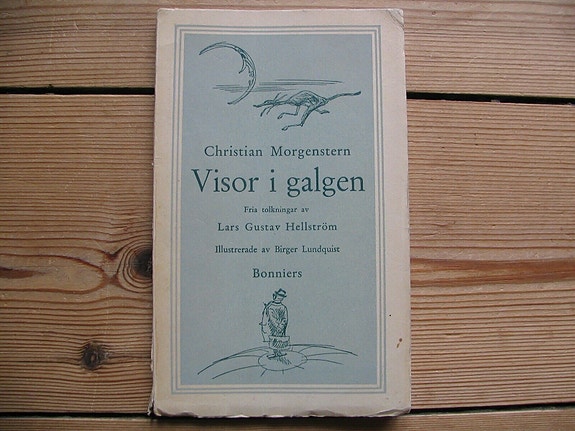 Christian Morgenstern
Visor i galgen
Fria tolkningar av
Lars Gustav Hellström
Illustrerade av Birger Lundquist
Bonniers